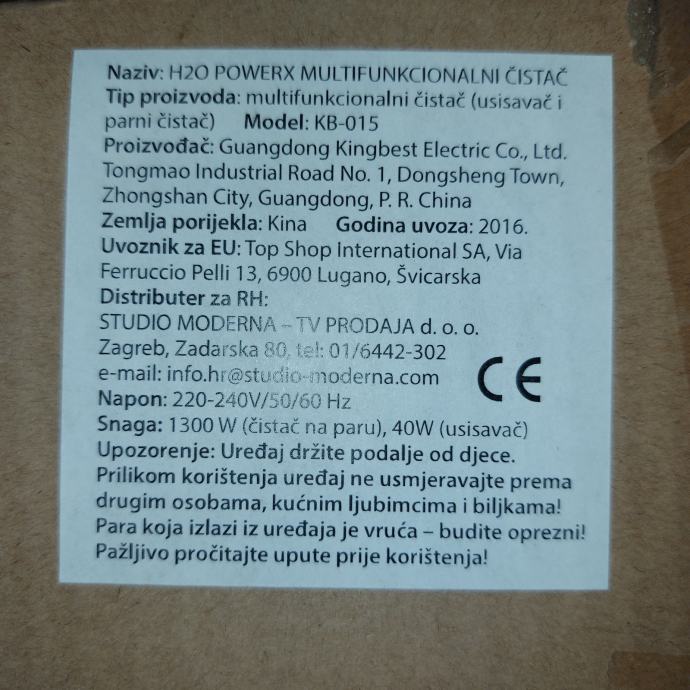 Naziv: H2O POWERX MULTIFUNKCIONALNI ČISTAČ
Tip proizvoda: multifunkcionalni čistač (usisavač i
parni čistač) Model: KB-015
Proizvođač: Guangdong Kingbest Electric Co., Ltd.
Tongmao Industrial Road No. 1, Dongsheng Town,
Zhongshan City, Guangdong, P. R. China
Zemlja porijekla: Kina Godina uvoza: 2016.
Uvoznik za EU: Top Shop International SA, Via
Ferruccio Pelli 13, 6900 Lugano, Švicarska
Distributer za RH:
STUDIO MODERNA – TV PRODAJA d. o. o.
Zagreb, Zadarska 80, tel: 01/6442-302
e-mail: info.hr@studio-moderna.com
CE
Napon: 220-240V/50/60 Hz
Snaga: 1300 W (čistač na paru), 40W (usisavač)
Upozorenje: Uređaj držite podalje od djece.
Prilikom korištenja uređaj ne usmjeravajte prema
drugim osobama, kućnim ljubimcima i biljkama!
Para koja izlazi iz uređaja je vruća – budite oprezni!
Pažljivo pročitajte upute prije korištenja!